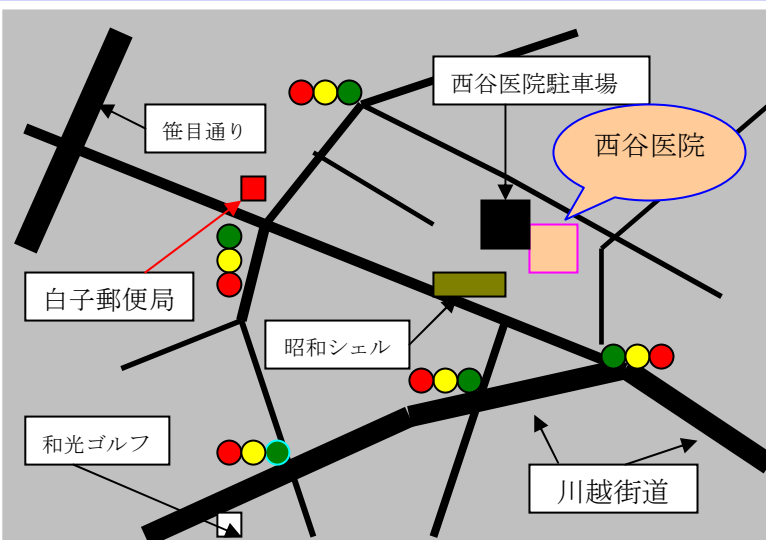 西谷医院駐車場
笹目通り
西谷医院
白子郵便局
昭和シェル
和光ゴルフ
川越街道